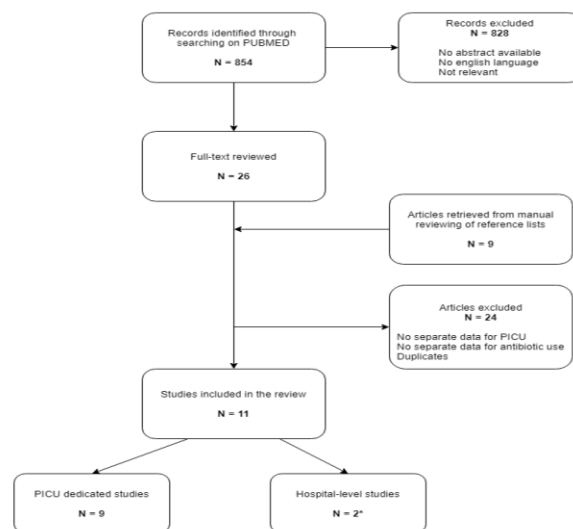 Records identified through
searching on PUBMED
N = 854
Records excluded
N = 828
No abstract available
No english language
Not relevant
Full-text reviewed
N = 26
Articles retrieved from manual
reviewing of reference lists
N = 9
Articles excluded
N = 24
No separate data for PICU
No separate data for antibiotic use
Duplicates
Studies included in the review
N = 11
PICU dedicated studies
N = 9
Hospital-level studies
N = 2*